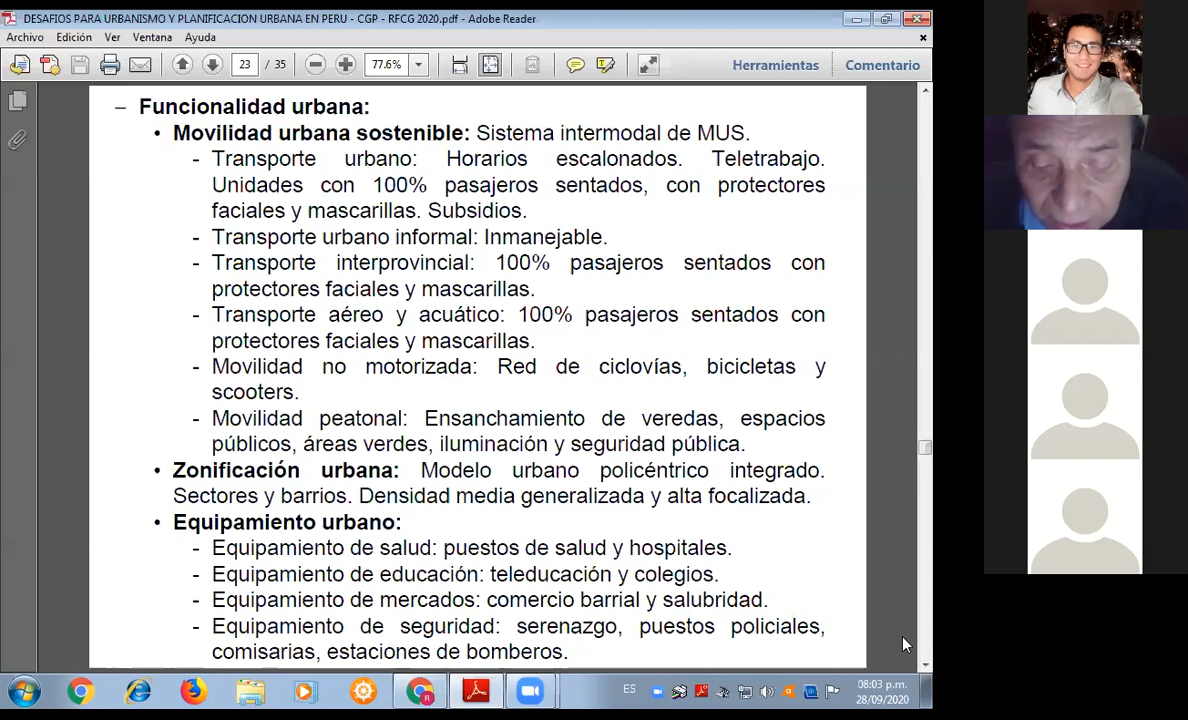 DESAFIOS PARA URBANISMO Y PLANIFICACION URBANA EN PERU - CGP - RFCG 2020.pdf - Adobe Reader
Archivo Edición Ver Ventana Ayuda
23 / 35 77.6% Herramientas Comentario
– Funcionalidad urbana:
• Movilidad urbana sostenible: Sistema intermodal de MUS.
- Transporte urbano: Horarios escalonados. Teletrabajo.
Unidades con 100% pasajeros sentados, con protectores
faciales y mascarillas. Subsidios.
- Transporte urbano informal: Inmanejable.
- Transporte interprovincial: 100% pasajeros sentados con
protectores faciales y mascarillas.
- Transporte aéreo y acuático: 100% pasajeros sentados con
protectores faciales y mascarillas.
- Movilidad no motorizada: Red de ciclovías, bicicletas y
scooters.
- Movilidad peatonal: Ensanchamiento de veredas, espacios
públicos, áreas verdes, iluminación y seguridad pública.
• Zonificación urbana: Modelo urbano policéntrico integrado.
Sectores y barrios. Densidad media generalizada y alta focalizada.
• Equipamiento urbano:
- Equipamiento de salud: puestos de salud y hospitales.
- Equipamiento de educación: teleducación y colegios.
- Equipamiento de mercados: comercio barrial y salubridad.
- Equipamiento de seguridad: serenazgo, puestos policiales,
comisarias, estaciones de bomberos.
ES
08:03 p.m.
28/09/2020